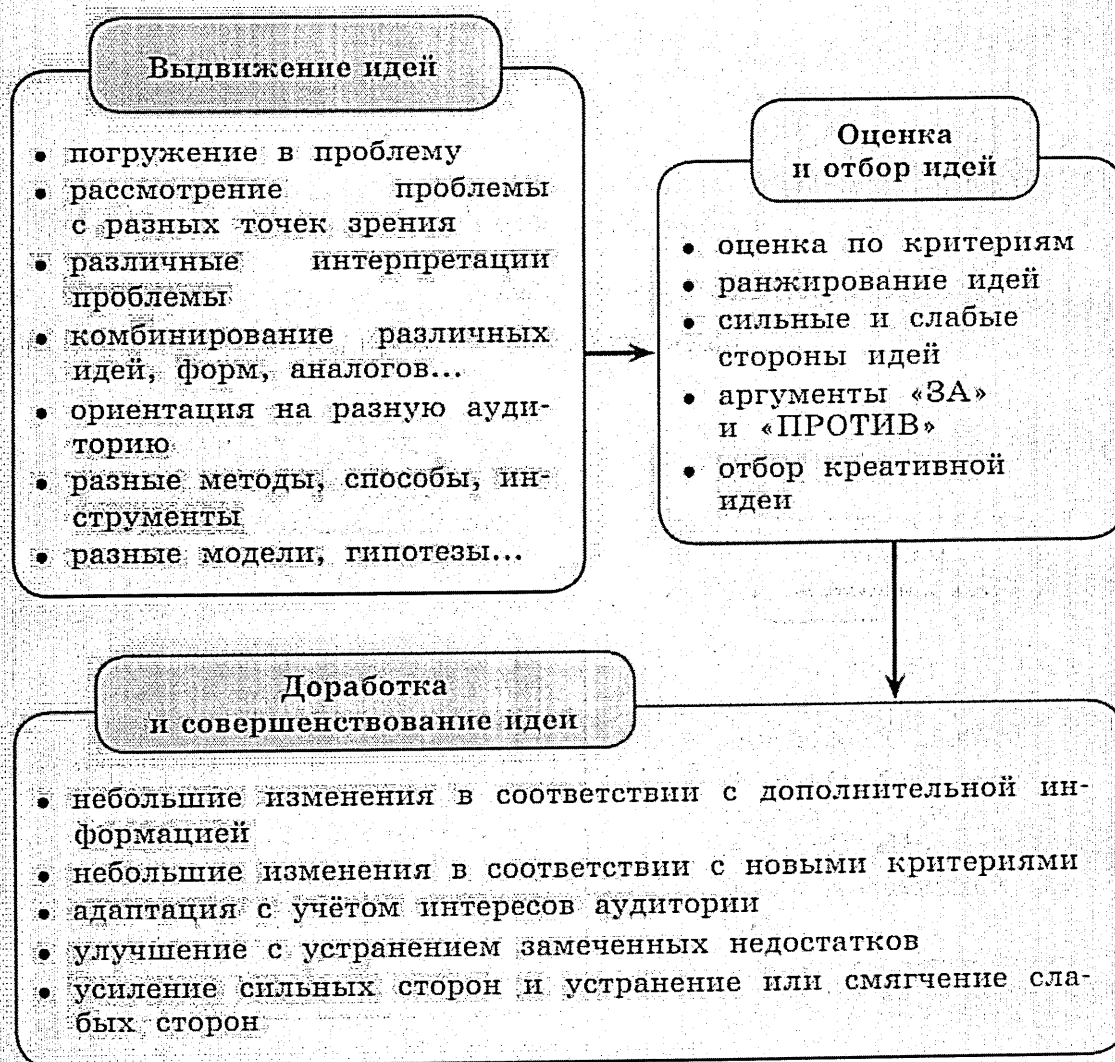 Выдвижение идей
• погружение в проблему
• рассмотрение проблемы
с разных точек зрения
• различные интерпретации
проблемы
• комбинирование различных
идей, форм, аналогов...
• ориентация на разную ауди-
торию
• разные методы, способы, ин-
струменты
• разные модели, гипотезы...
Оценка
и отбор идей
• оценка по критериям
• ранжирование идей
• сильные и слабые
стороны идей
• аргументы «ЗА»
и «ПРОТИВ»
• отбор креативной
идеи
Доработка
и совершенствование идеи
• небольшие изменения в соответствии с дополнительной ин-
формацией
• небольшие изменения в соответствии с новыми критериями
• адаптация с учётом интересов аудитории
• улучшение с устранением замеченных недостатков
• усиление сильных сторон и устранение или смягчение сла-
бых сторон